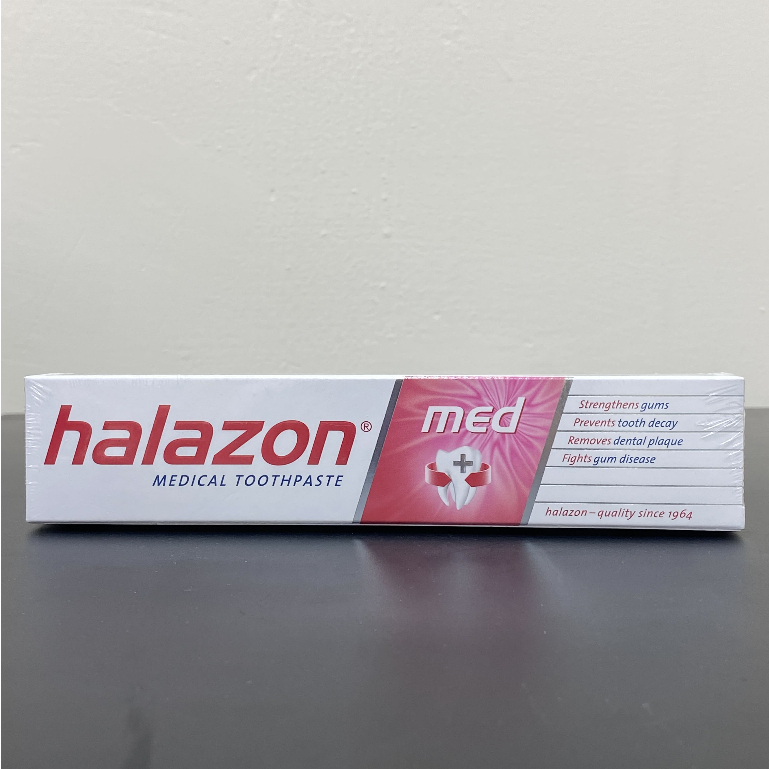 halazon®
MEDICAL TOOTHPASTE
med
Strengthens gums
Prevents tooth decay
Removes dental plaque
Fights gum disease
halazon – quality since 1964